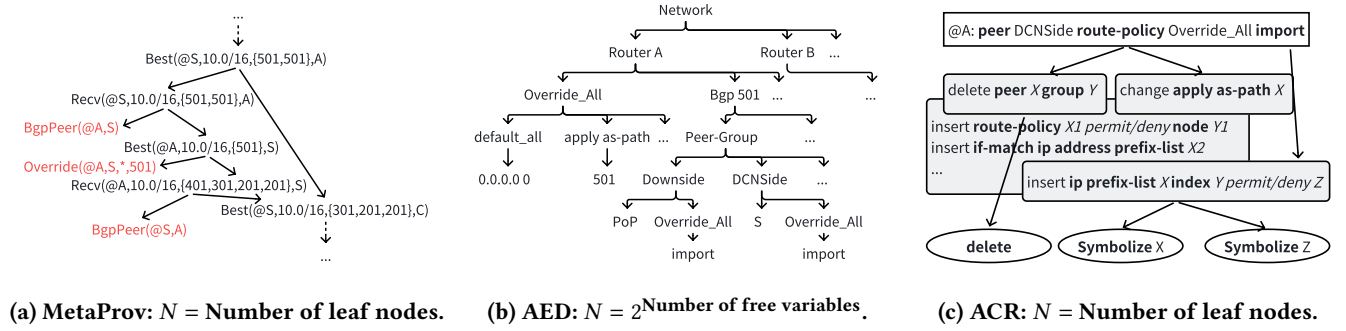 ...
Best(@S,10.0/16,{501,501},A)
Recv(@S,10.0/16,{501,501},A)
BgpPeer(@A,S)
Best(@A,10.0/16,{501},S)
Override(@A,S,*,501)
Recv(@A,10.0/16,{401,301,201,201},S)
Best(@S,10.0/16,{301,201,201},C)
BgpPeer(@S,A)
...
(a) MetaProv: N = Number of leaf nodes.
Network
Router A Router B ...
Override_All Bgp 501 ... ...
default_all apply as-path ... Peer-Group ...
0.0.0.0 0 501 Downside DCNSide ...
PoP Override_All S Override_All
import import
(b) AED: N = 2^Number of free variables.
@A: peer DCNSide route-policy Override_All import
delete peer X group Y change apply as-path X
insert route-policy X1 permit/deny node Y1
insert if-match ip address prefix-list X2
...
insert ip prefix-list X index Y permit/deny Z
delete Symbolize X Symbolize Z
(c) ACR: N = Number of leaf nodes.